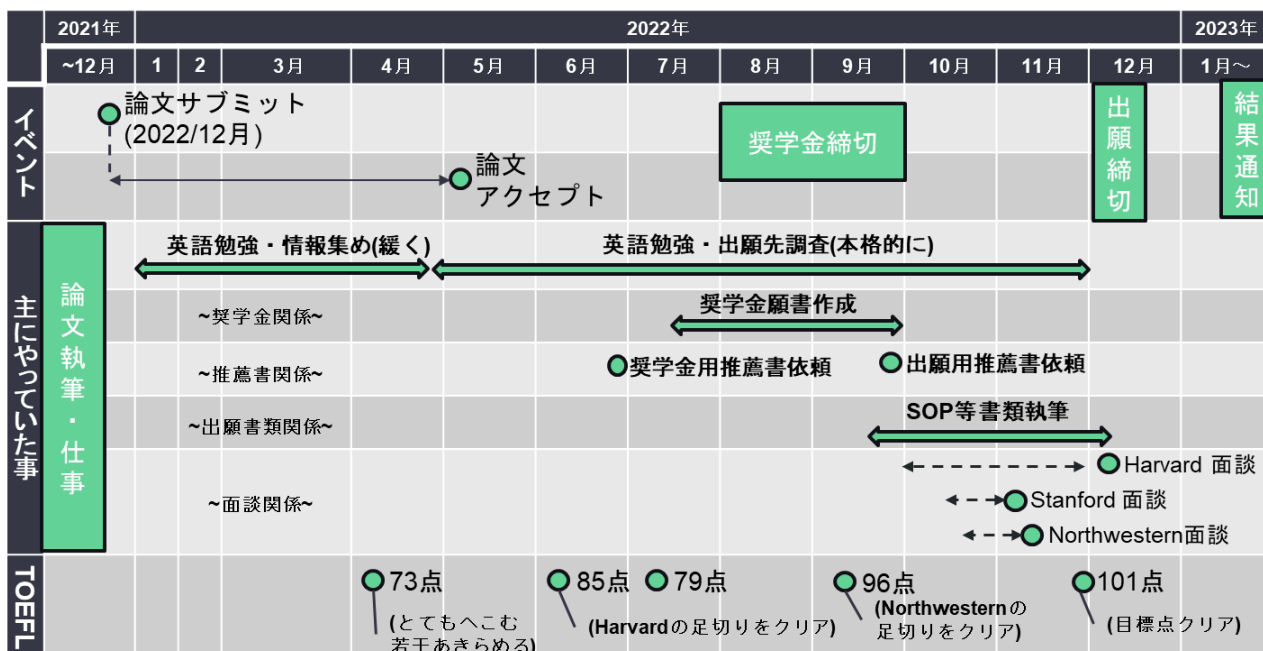 2021年
2022年
2023年
~12月
1
2
3月
4月
5月
6月
7月
8月
9月
10月
11月
12月
1月～
イベント
論文サブミット
(2022/12月)
論文
アクセプト
奨学金締切
出願締切
結果通知
主にやっていた事
論文執筆・仕事
英語勉強・情報集め(緩く)
英語勉強・出願先調査(本格的に)
~奨学金関係~
奨学金願書作成
~推薦書関係~
奨学金用推薦書依頼
出願用推薦書依頼
~出願書類関係~
SOP等書類執筆
~面談関係~
Harvard 面談
Stanford 面談
Northwestern面談
TOEFL
73点
(とてもへこむ
若干あきらめる)
85点
(Harvardの足切りをクリア)
79点
96点
(Northwesternの
足切りをクリア)
101点
(目標点クリア)